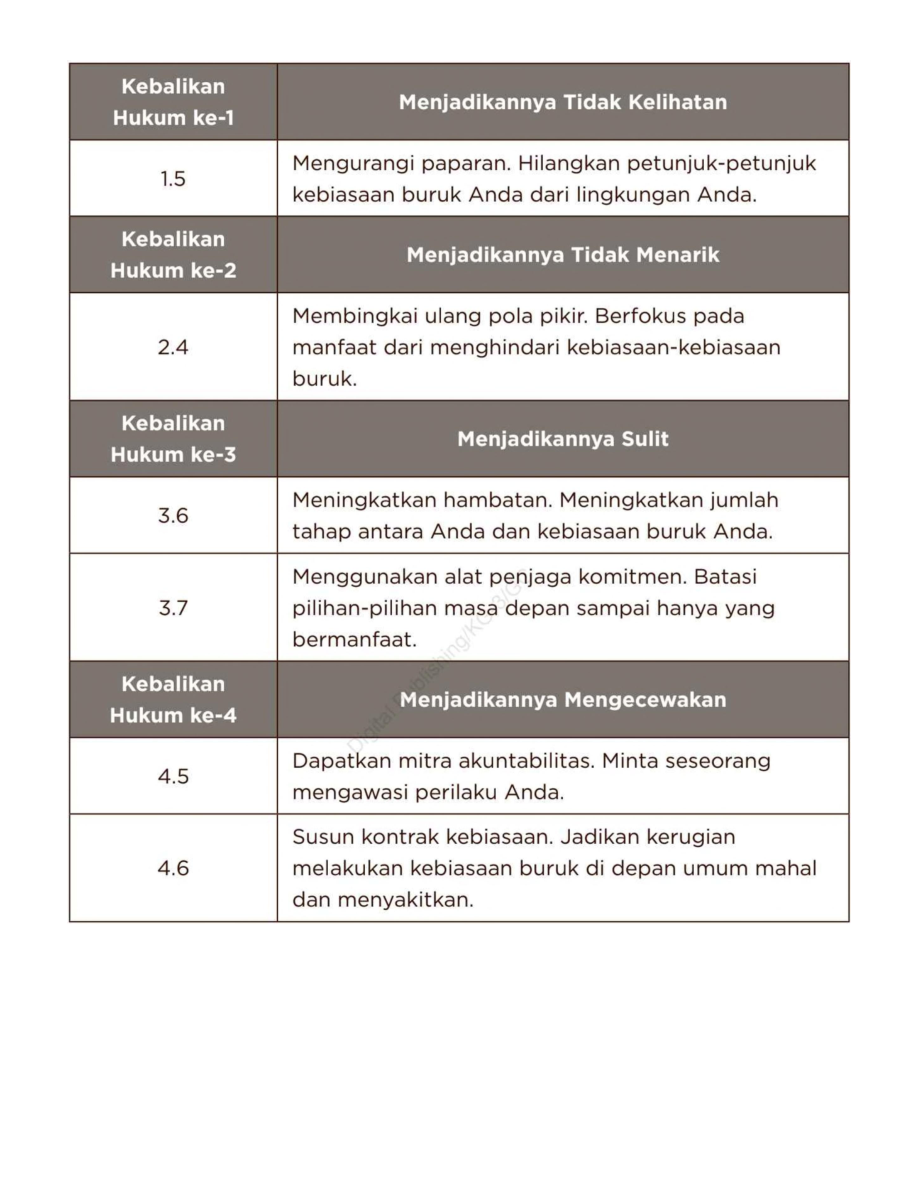 Kebalikan
Hukum ke-1
Menjadikannya Tidak Kelihatan
1.5
Mengurangi paparan. Hilangkan petunjuk-petunjuk
kebiasaan buruk Anda dari lingkungan Anda.
Kebalikan
Hukum ke-2
Menjadikannya Tidak Menarik
2.4
Membingkai ulang pola pikir. Berfokus pada
manfaat dari menghindari kebiasaan-kebiasaan
buruk.
Kebalikan
Hukum ke-3
Menjadikannya Sulit
3.6
Meningkatkan hambatan. Meningkatkan jumlah
tahap antara Anda dan kebiasaan buruk Anda.
3.7
Menggunakan alat penjaga komitmen. Batasi
pilihan-pilihan masa depan sampai hanya yang
bermanfaat.
Kebalikan
Hukum ke-4
Menjadikannya Mengecewakan
4.5
Dapatkan mitra akuntabilitas. Minta seseorang
mengawasi perilaku Anda.
4.6
Susun kontrak kebiasaan. Jadikan kerugian
melakukan kebiasaan buruk di depan umum mahal
dan menyakitkan.
Digital Publishing